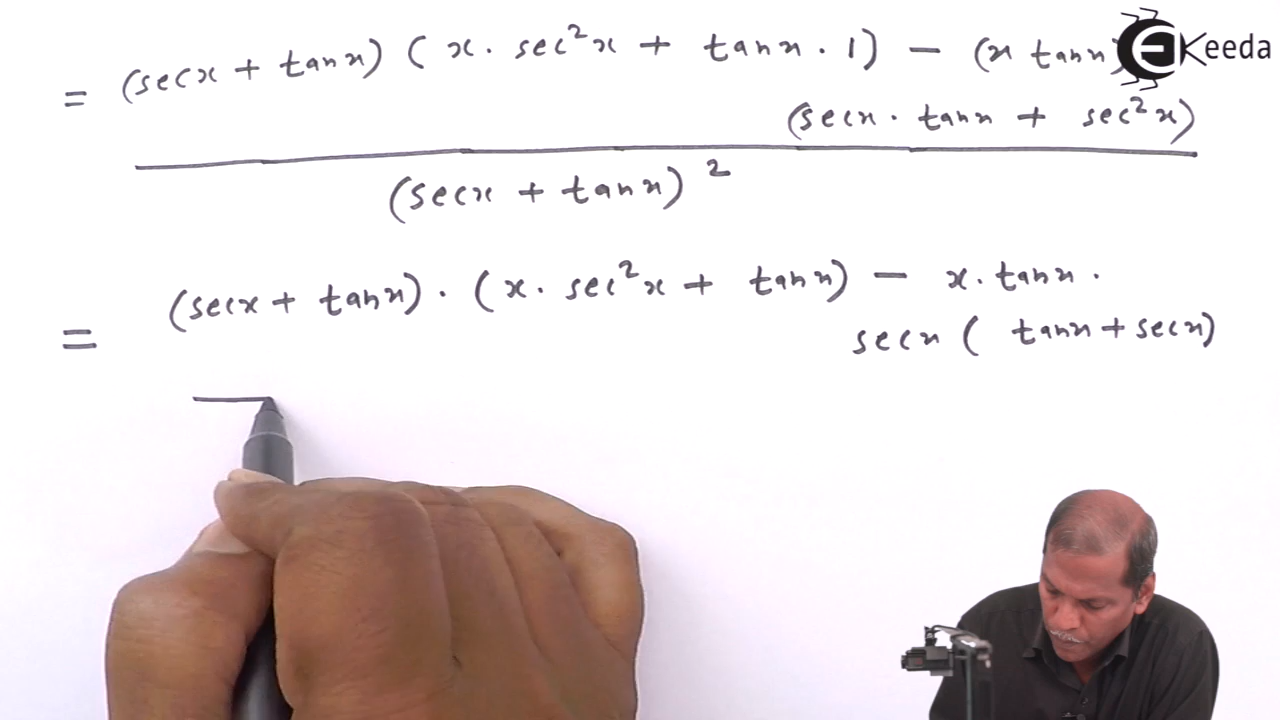 = (secx + tanx) (x. sec²x + tanx . 1) − (x tanx)
(secx . tanx + sec²x)
(secx + tanx)²
= (secx + tanx) . (x. sec²x + tanx) − x. tanx .
secx ( tanx + secx)
Keeda